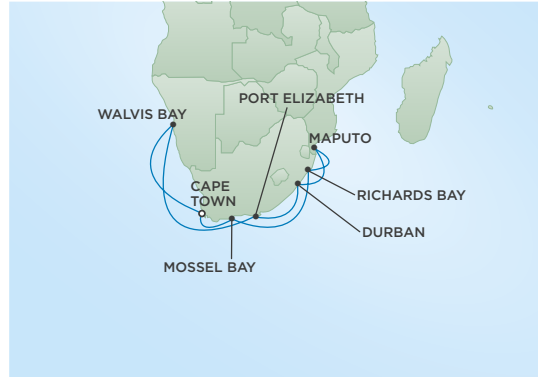 PORT ELIZABETH
WALVIS BAY
MAPUTO
CAPE
TOWN
RICHARDS BAY
DURBAN
MOSSEL BAY